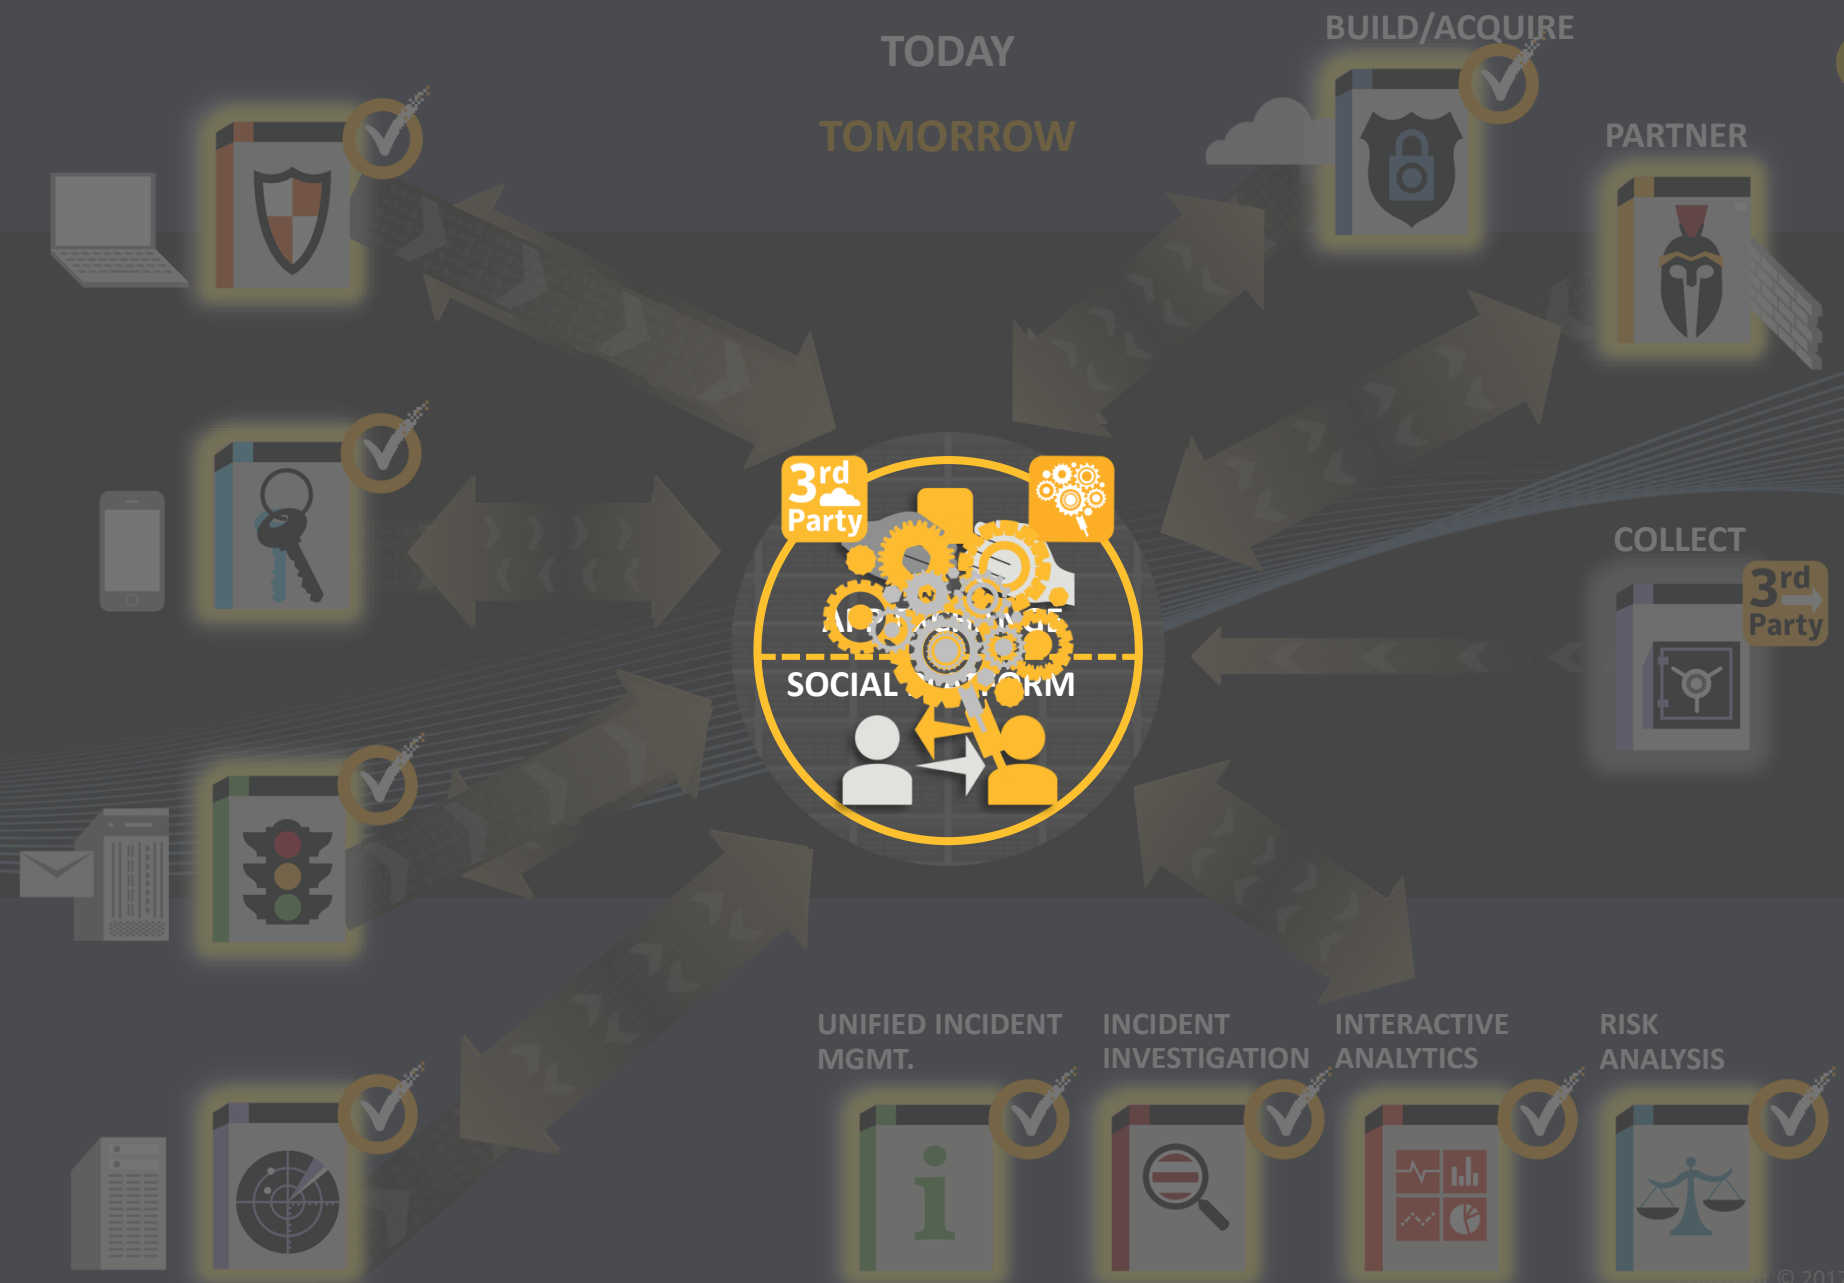 TODAY
TOMORROW
BUILD/ACQUIRE
PARTNER
COLLECT
3rd
Party
3rd
Party
SOCIAL PLATFORM
UNIFIED INCIDENT
MGMT.
INCIDENT
INVESTIGATION
INTERACTIVE
ANALYTICS
RISK
ANALYSIS